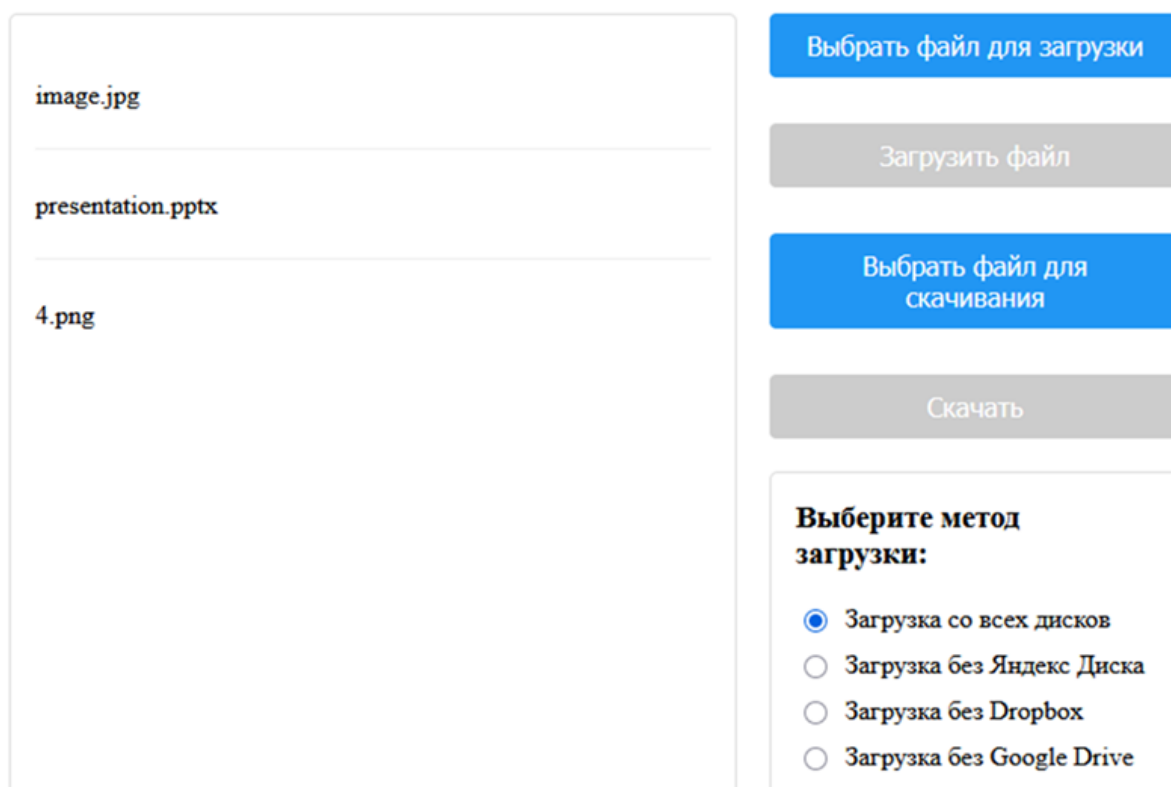 image.jpg
presentation.pptx
4.png
Выбрать файл для загрузки
Загрузить файл
Выбрать файл для
скачивания
Скачать
Выберите метод
загрузки:
Загрузка со всех дисков
Загрузка без Яндекс Диска
Загрузка без Dropbox
Загрузка без Google Drive